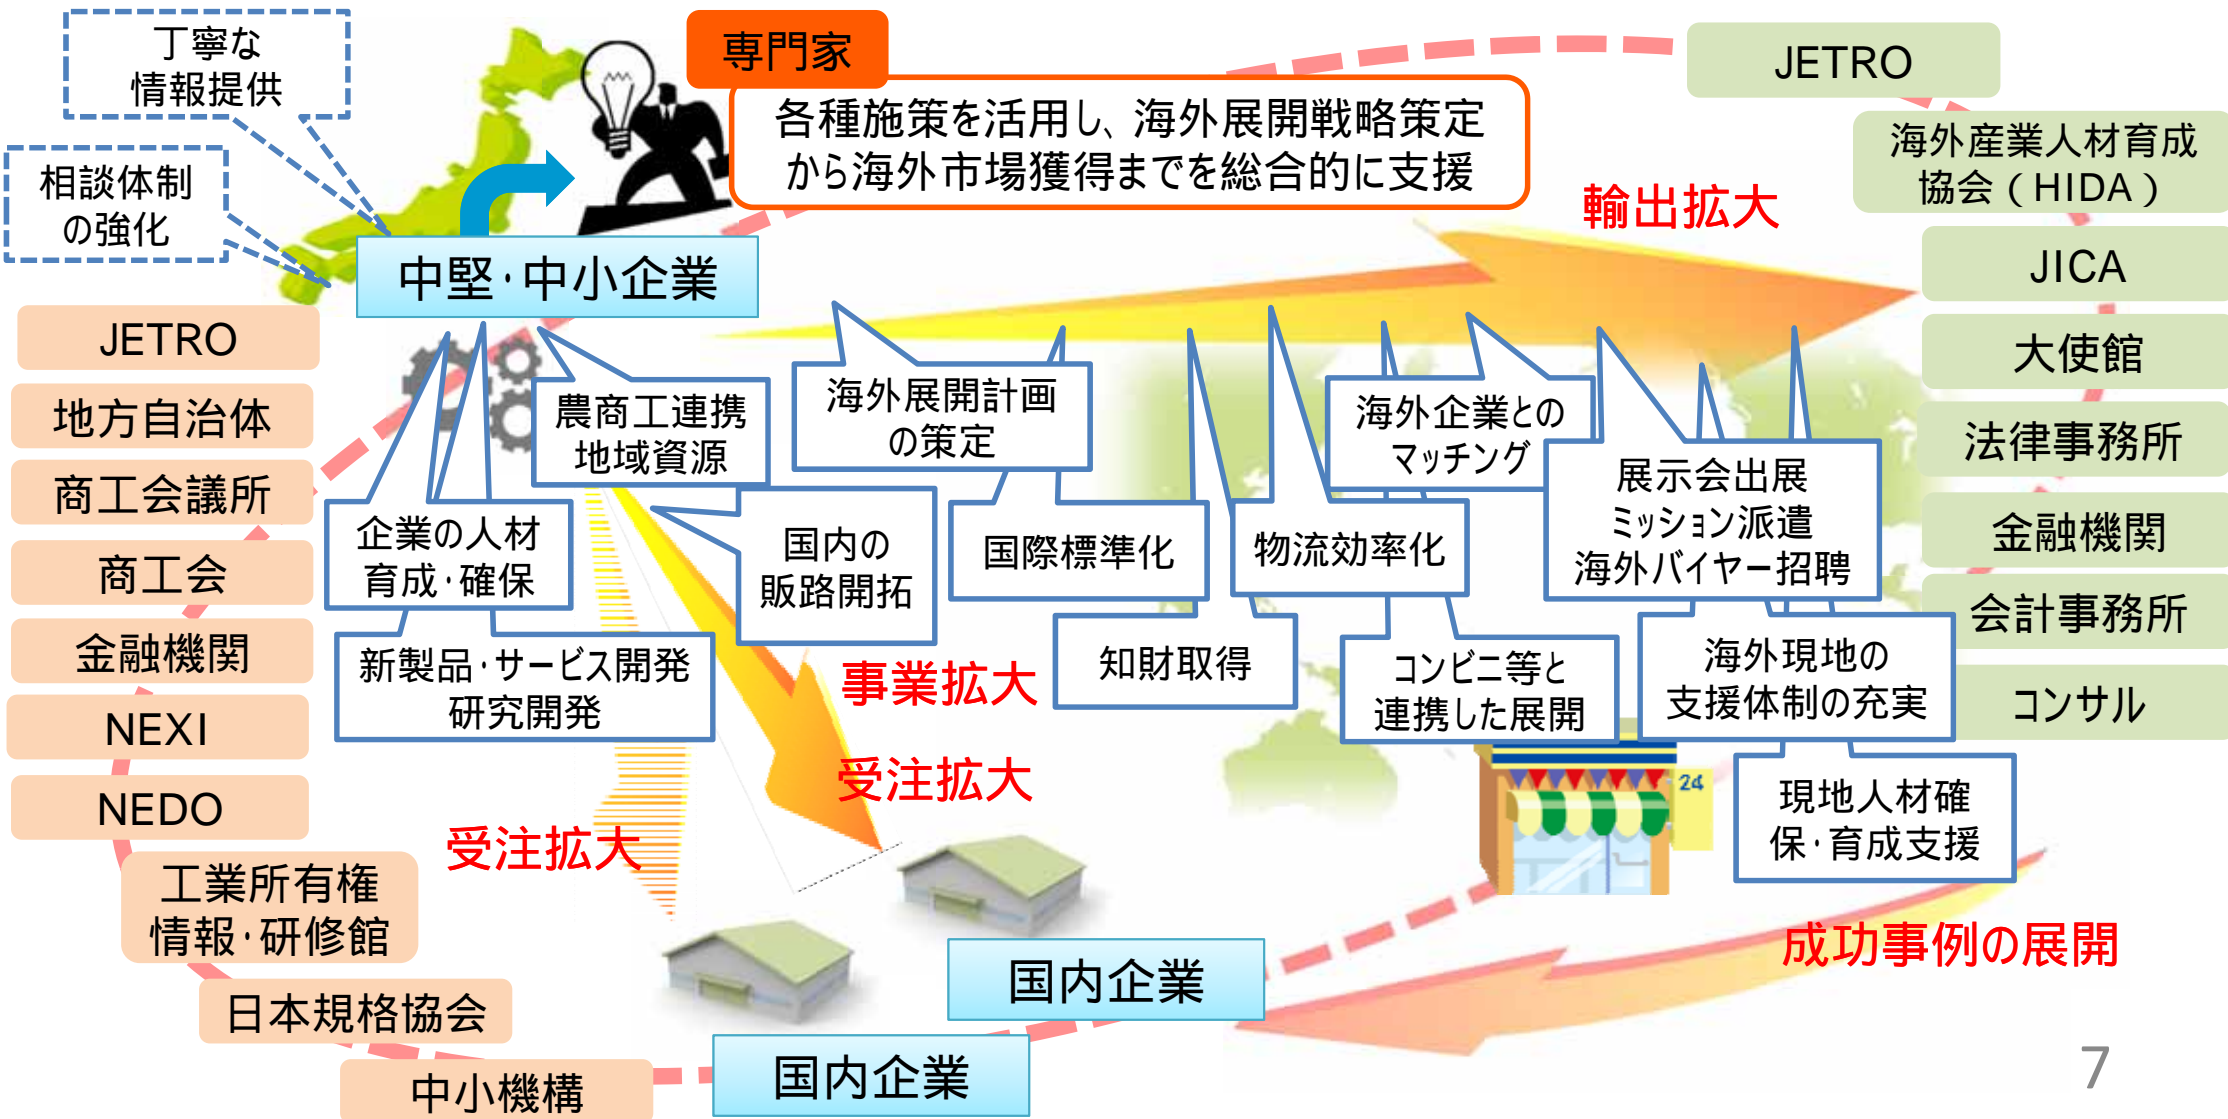 丁寧な
情報提供
相談体制
の強化
専門家
各種施策を活用し、海外展開戦略策定
から海外市場獲得までを総合的に支援
中堅・中小企業
輸出拡大
JETRO
地方自治体
商工会議所
商工会
金融機関
NEXI
NEDO
工業所有権
情報・研修館
日本規格協会
中小機構
農商工連携
地域資源
企業の人材
育成・確保
新製品・サービス開発
研究開発
国内の
販路開拓
海外展開計画
の策定
国際標準化
知財取得
物流効率化
海外企業との
マッチング
コンビニ等と
連携した展開
展示会出展
ミッション派遣
海外バイヤー招聘
海外現地の
支援体制の充実
現地人材確
保・育成支援
24
事業拡大
受注拡大
受注拡大
国内企業
国内企業
成功事例の展開
JETRO
海外産業人材育成
協会（HIDA）
JICA
大使館
法律事務所
金融機関
会計事務所
コンサル
7